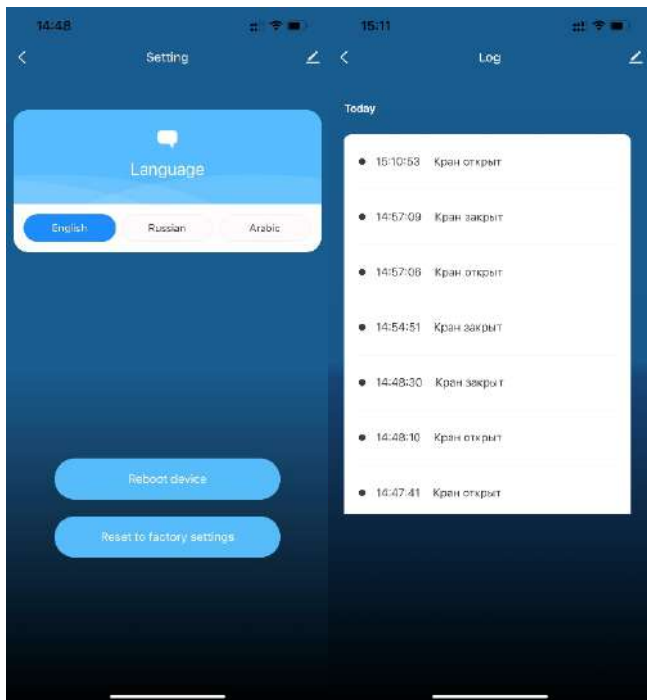 14:48
Setting
Language
English Russian Arabic
Reboot device
Reset to factory settings
15:11
Log
Today
15:10:53 Кран открыт
14:57:09 Кран закрыт
14:57:06 Кран открыт
14:54:51 Кран закрыт
14:48:30 Кран закрыт
14:48:10 Кран открыт
14:47:41 Кран открыт